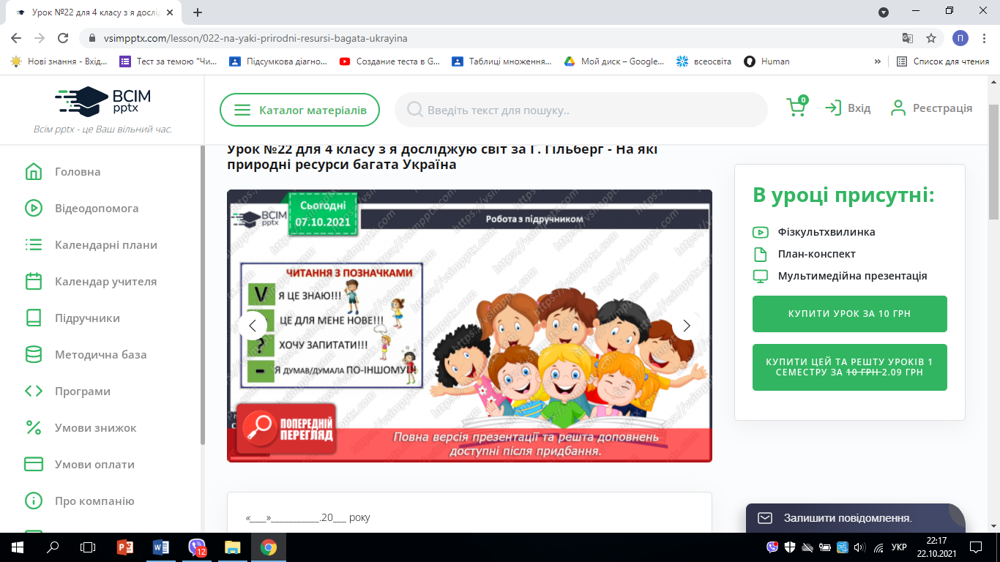 Урок №22 для 4 класу з я дослід
vsimpptx.com/lesson/022-na-yaki-prirodni-resursi-bagata-ukrayina
П
Нові знання - Вхід...
Тест за темою "Чи...
Підсумкова діагно...
Создание теста в G...
Таблиці множення...
Мой диск – Google...
всеосвіта
Human
»
Список для чтения
ВСІМ
pptx
Всім pptx - це Ваш вільний час.
Каталог матеріалів
Введіть текст для пошуку..
0
Вхід
Реєстрація
Головна
Відеодопомога
Календарні плани
Календар учителя
Підручники
Методична база
Програми
Умови знижок
Умови оплати
Про компанію
Урок №22 для 4 класу з я досліджую світ за Г. Гільберг - На які
природні ресурси багата Україна
ВСІМ
pptx
Сьогодні
07.10.2021
Робота з підручником
ЧИТАННЯ З ПОЗНАЧКАМИ
V Я ЦЕ ЗНАЮ!!!
ЦЕ ДЛЯ МЕНЕ НОВЕ!!!
? ХОЧУ ЗАПИТАТИ!!!
- Я ДУМАВ/ДУМАЛА ПО-ІНШОМУ!!!
https://vsimpptx.com
ПОПЕРЕДНІЙ
ПЕРЕГЛЯД
Повна версія презентації та решта доповнень
доступні після придбання.
«____»____________.20___ року
В уроці присутні:
Фізкультхвилинка
План-конспект
Мультимедійна презентація
КУПИТИ УРОК ЗА 10 ГРН
КУПИТИ ЦЕЙ ТА РЕШТУ УРОКІВ 1
СЕМЕСТРУ ЗА 10 ГРН 2.09 ГРН
Залишити повідомлення.
12
УКР
22:17
22.10.2021